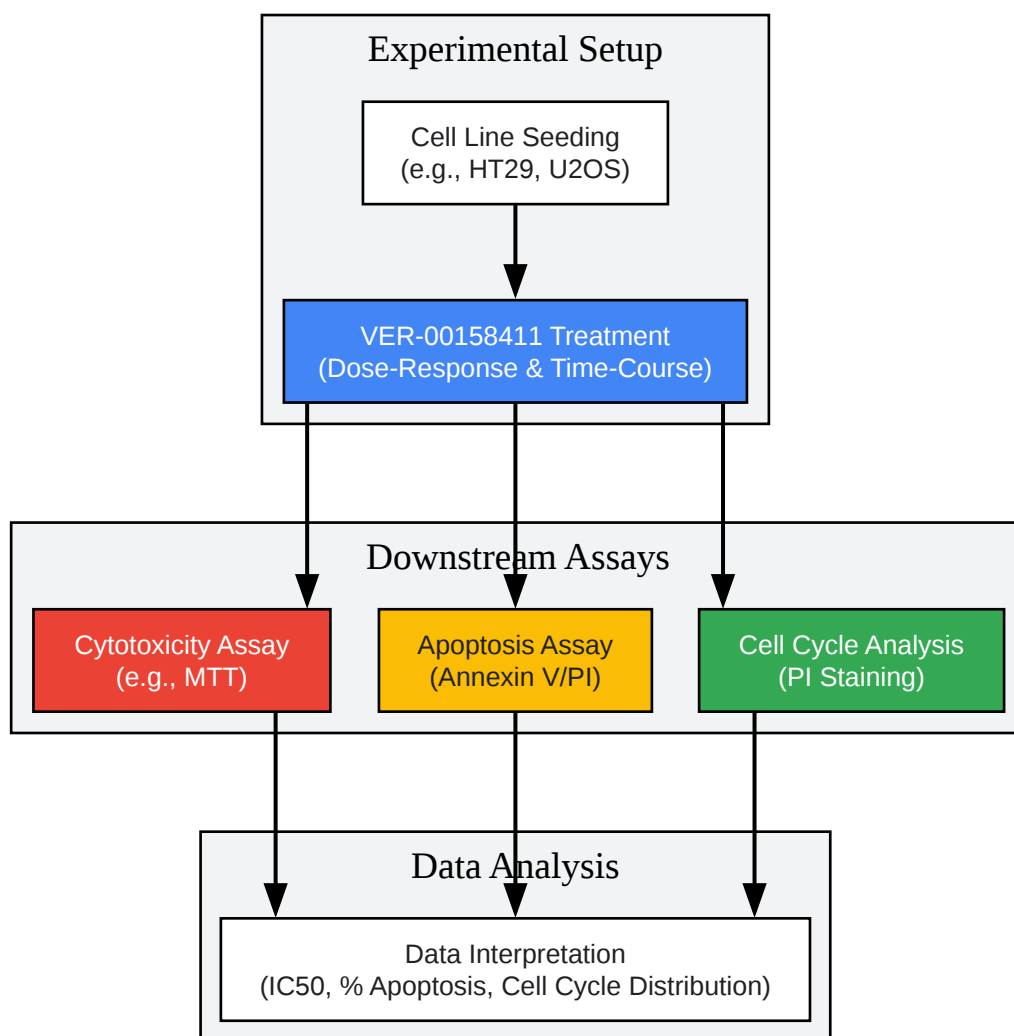 Experimental Setup
Cell Line Seeding
(e.g., HT29, U2OS)
VER-00158411 Treatment
(Dose-Response & Time-Course)
Downstream Assays
Cytotoxicity Assay
(e.g., MTT)
Apoptosis Assay
(Annexin V/PI)
Cell Cycle Analysis
(PI Staining)
Data Analysis
Data Interpretation
(IC50, % Apoptosis, Cell Cycle Distribution)